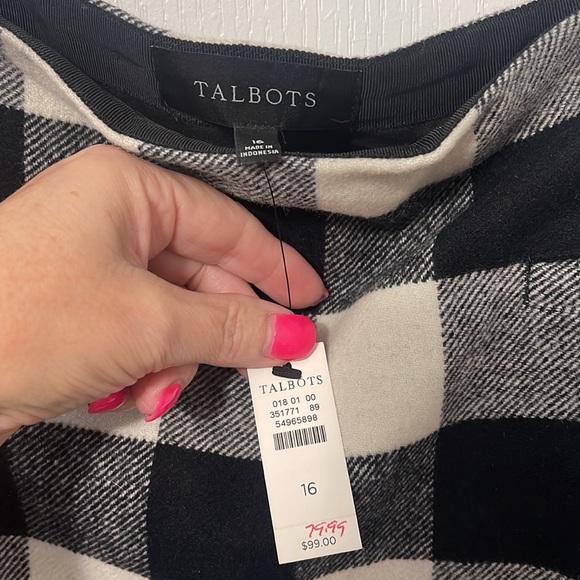 TALBOTS
16
MADE IN
INDONESIA
TALBOTS
018 01 00
351771 89
54965898
16
79.99
$99.00